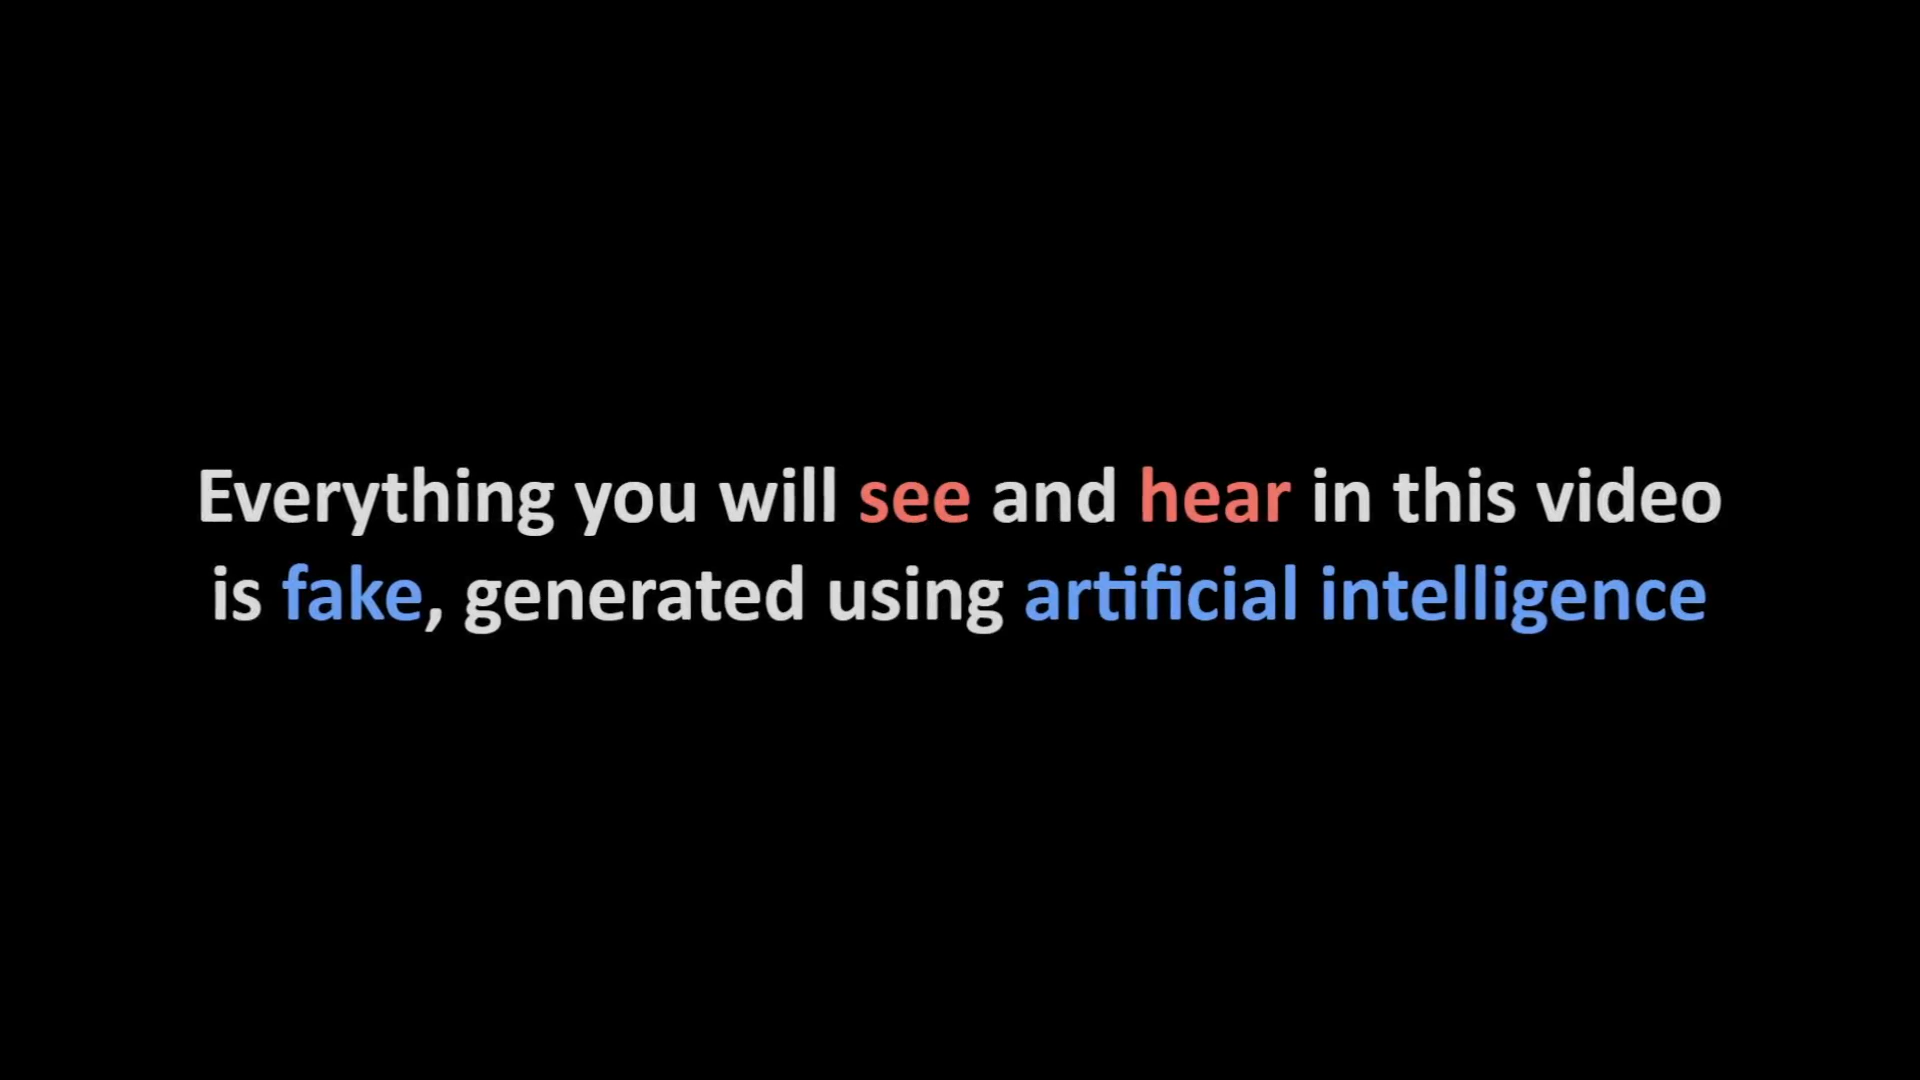 Everything you will see and hear in this video
is fake, generated using artificial intelligence